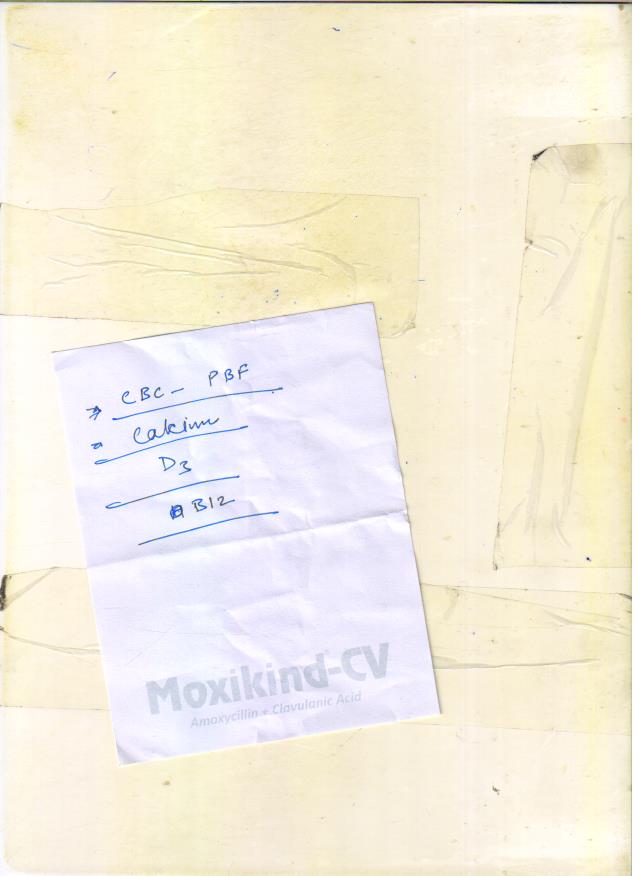 CBC - PBF
Calcium
D3
B12
Moxikind-CV
Amoxycillin + Clavulanic Acid